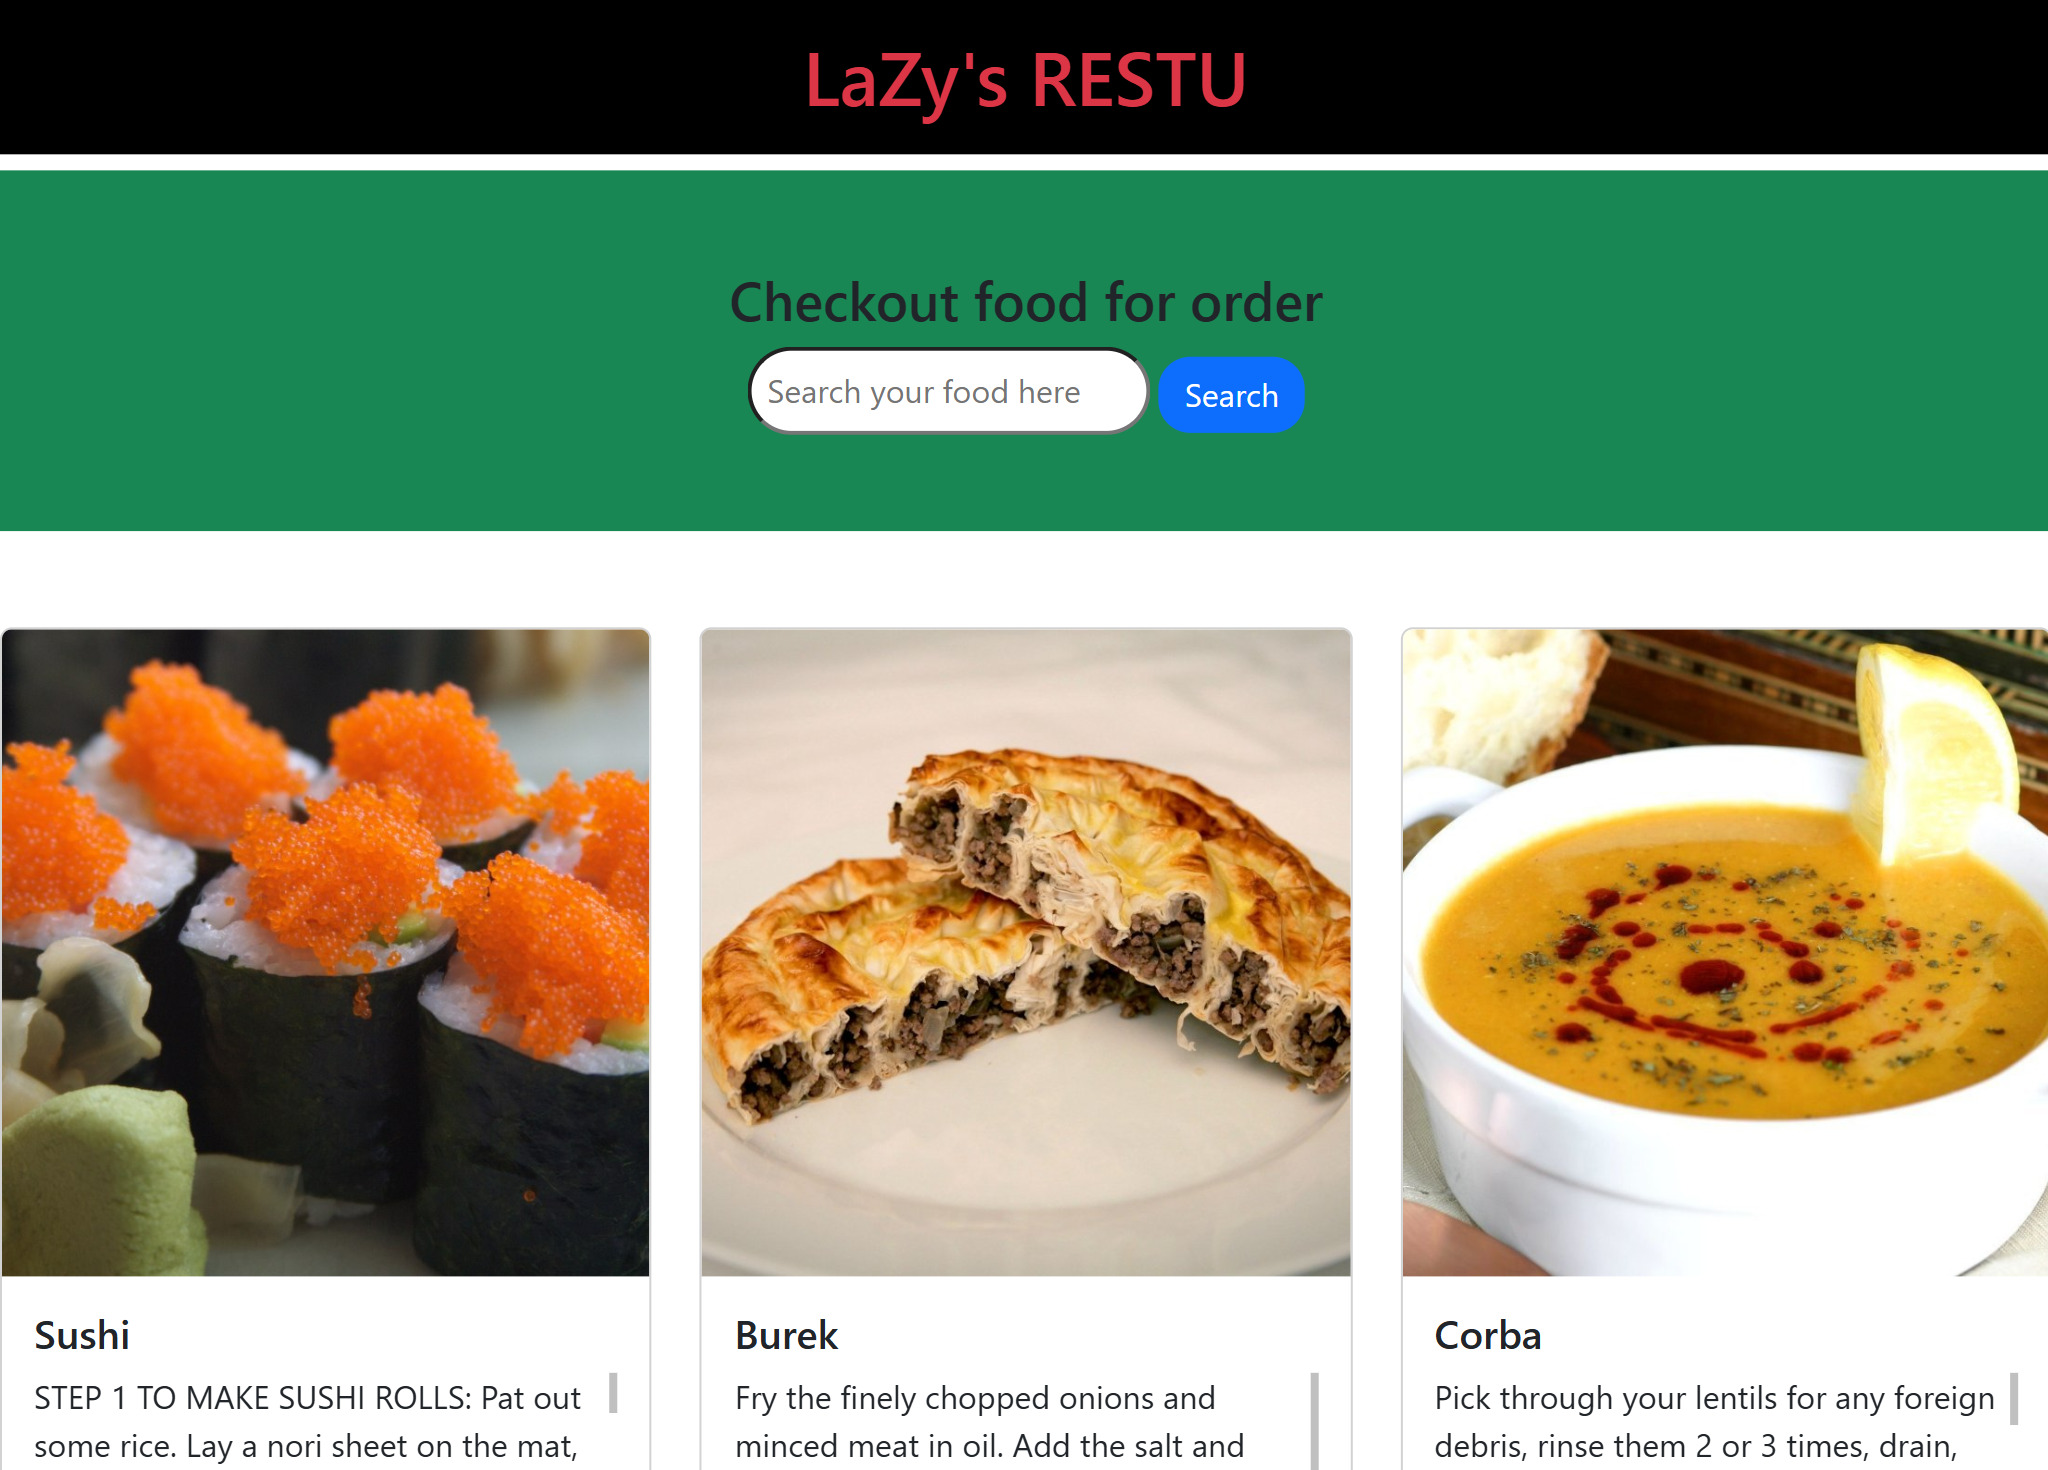 LaZy's RESTU
Checkout food for order
Search your food here
Search
Sushi
STEP 1 TO MAKE SUSHI ROLLS: Pat out
some rice. Lay a nori sheet on the mat,
Burek
Fry the finely chopped onions and
minced meat in oil. Add the salt and
Corba
Pick through your lentils for any foreign
debris, rinse them 2 or 3 times, drain,